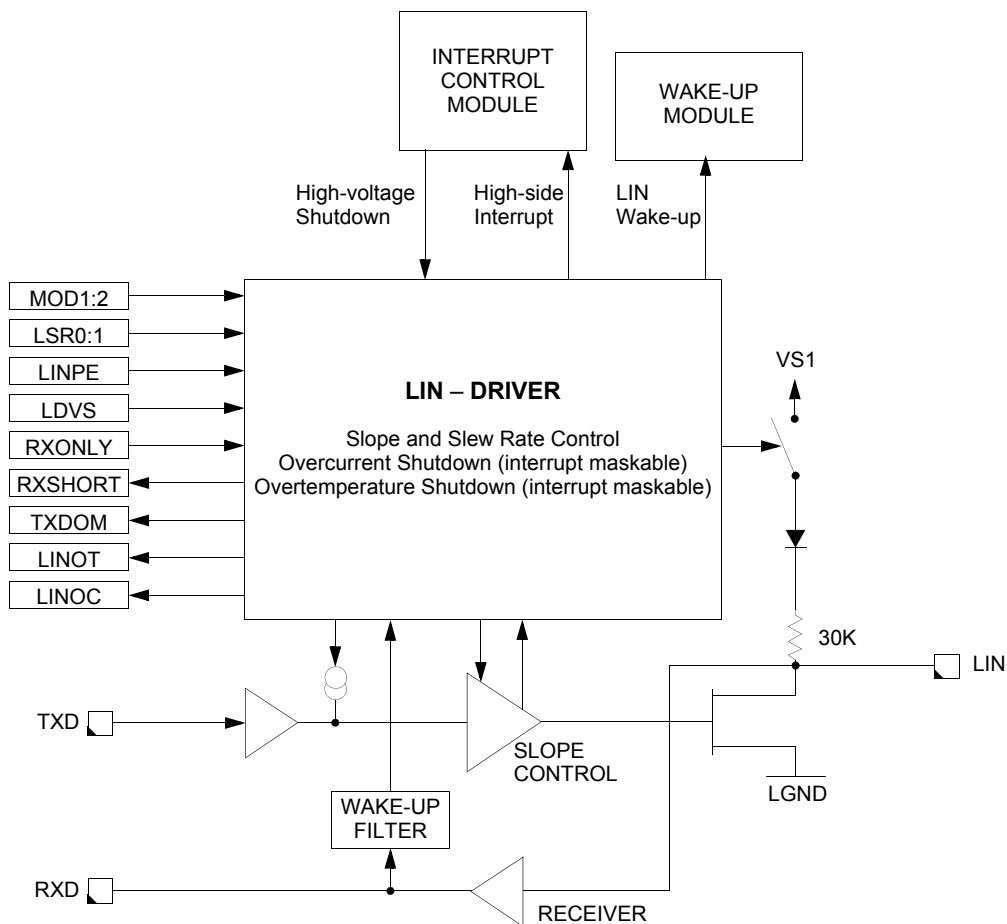 INTERRUPT
CONTROL
MODULE
WAKE-UP
MODULE
High-voltage
Shutdown
High-side
Interrupt
LIN
Wake-up
MOD1:2
LSR0:1
LINPE
LDVS
RXONLY
RXSHORT
TXDOM
LINOT
LINOC
LIN – DRIVER
Slope and Slew Rate Control
Overcurrent Shutdown (interrupt maskable)
Overtemperature Shutdown (interrupt maskable)
VS1
30K
LIN
TXD
SLOPE
CONTROL
LGND
WAKE-UP
FILTER
RXD
RECEIVER